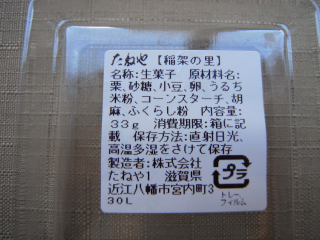 たねや【稲架の里】
名称:生菓子 原材料名:
栗、砂糖、小豆、卵、うるち
米粉、コーンスターチ、胡
麻、ふくらし粉 内容量:
33g 消費期限:箱に記
載 保存方法:直射日光、
高温多湿をさけて保存
製造者:株式会社
たねや1 滋賀県
近江八幡市宮内町3
30L
プラ
トレー、
フィルム